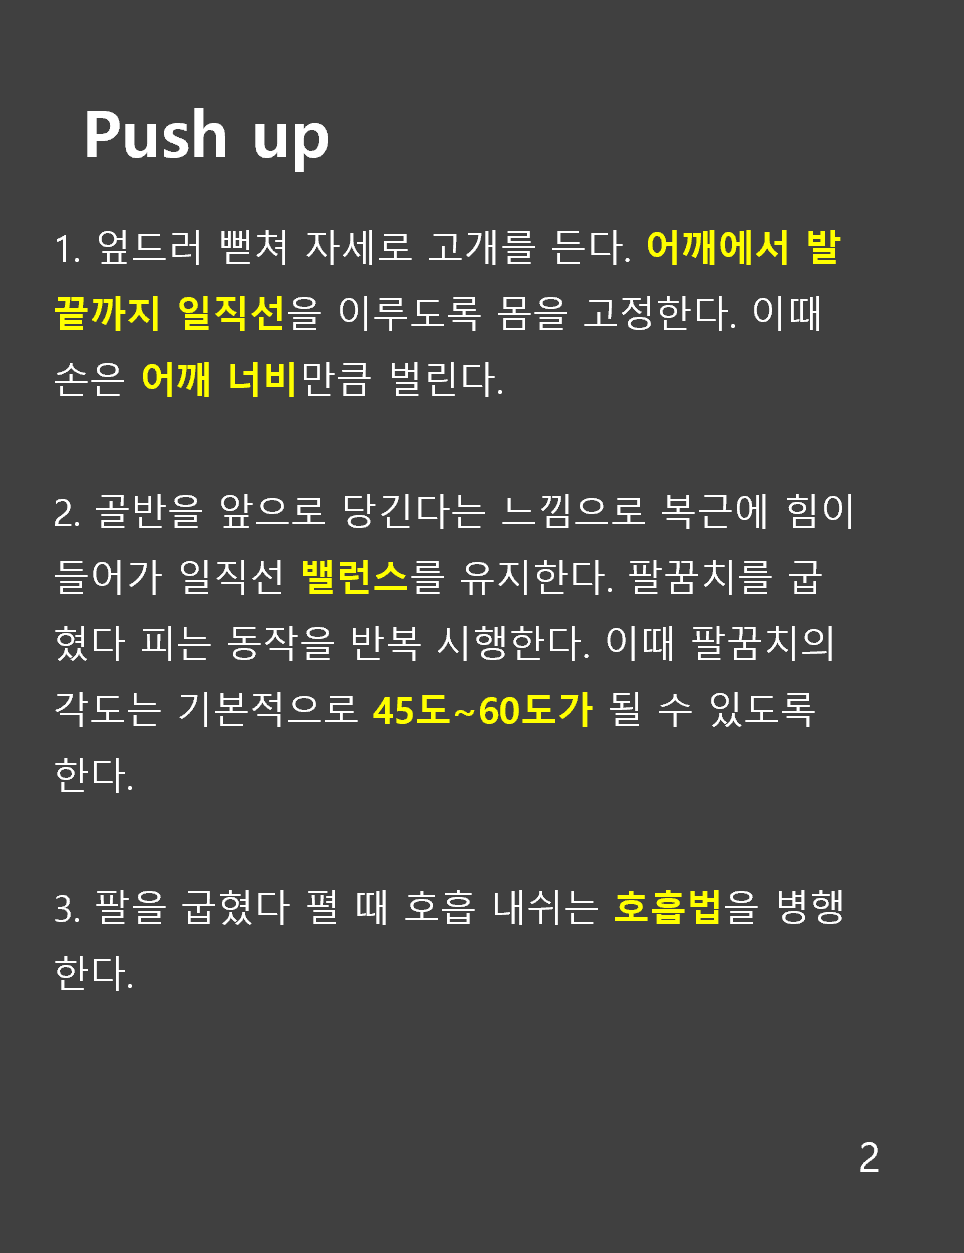 Push up
1. 엎드러 뻗쳐 자세로 고개를 든다. 어깨에서 발
끝까지 일직선을 이루도록 몸을 고정한다. 이때
손은 어깨 너비만큼 벌린다.
2. 골반을 앞으로 당긴다는 느낌으로 복근에 힘이
들어가 일직선 밸런스를 유지한다. 팔꿈치를 굽
혔다 피는 동작을 반복 시행한다. 이때 팔꿈치의
각도는 기본적으로 45도~60도가 될 수 있도록
한다.
3. 팔을 굽혔다 펼 때 호흡 내쉬는 호흡법을 병행
한다.
2